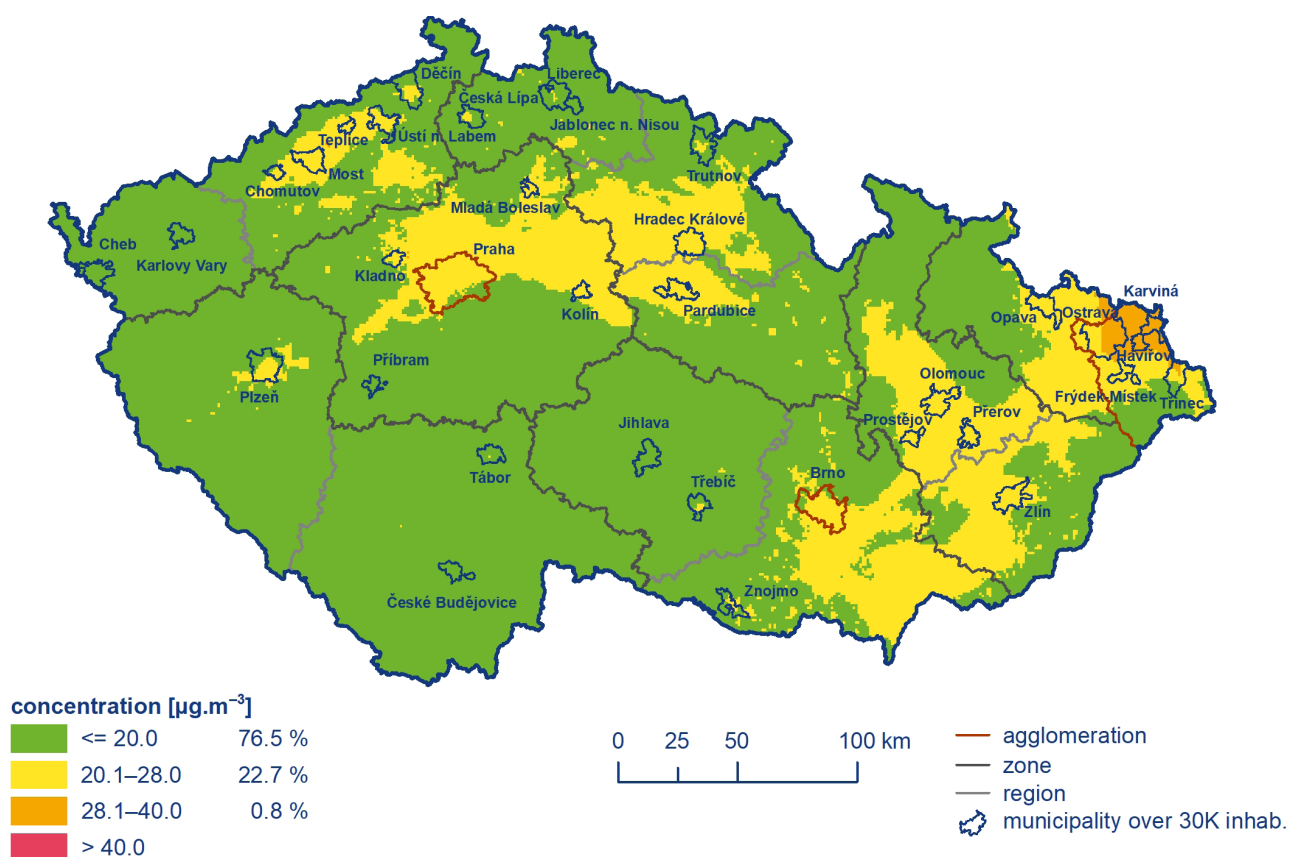 Děčín
Liberec
Česká Lípa
Jablonec n. Nisou
Ústí n. Labem
Teplice
Most
Chomutov
Trutnov
Mladá Boleslav
Hradec Králové
Cheb
Karlovy Vary
Praha
Kladno
Kolín
Pardubice
Karviná
Opava
Ostrava
Havířov
Příbram
Plzeň
Olomouc
Frýdek-Místek
Třinec
Prostějov
Přerov
Jihlava
Tábor
Třebíč
Brno
Zlín
České Budějovice
Znojmo
concentration [µg.m⁻³]
<= 20.0 76.5 %
20.1–28.0 22.7 %
28.1–40.0 0.8 %
> 40.0
0 25 50 100 km
agglomeration
zone
region
municipality over 30K inhab.